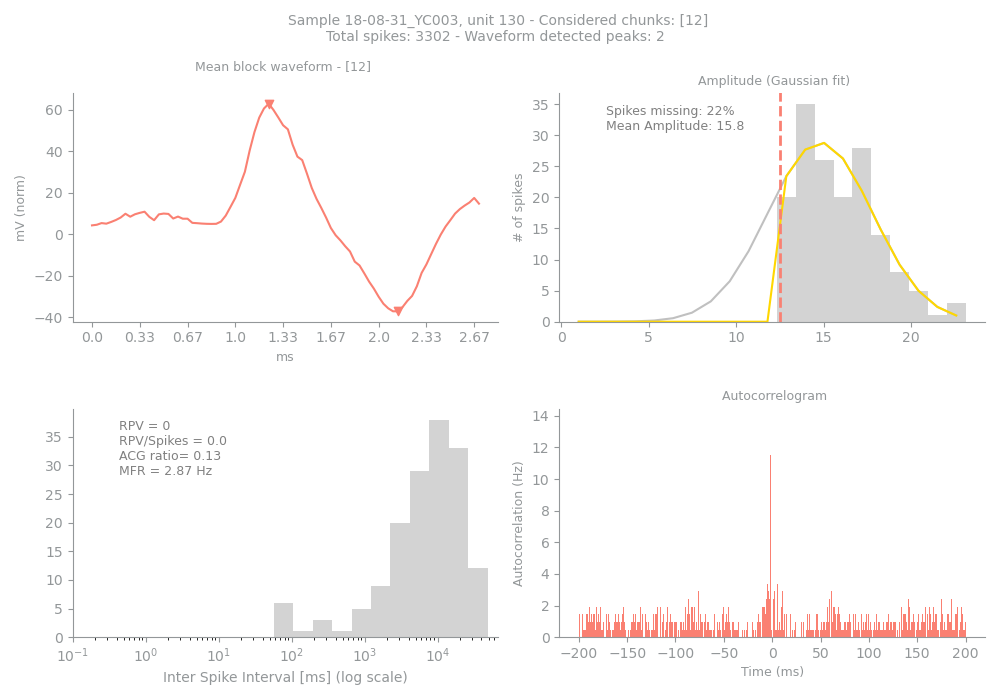 Sample 18-08-31_YC003, unit 130 - Considered chunks: [12]
Total spikes: 3302 - Waveform detected peaks: 2
Mean block waveform - [12]
mV (norm)
60
40
20
0
−20
−40
0.0 0.33 0.67 1.0 1.33 1.67 2.0 2.33 2.67
ms
Amplitude (Gaussian fit)
Spikes missing: 22%
Mean Amplitude: 15.8
# of spikes
35
30
25
20
15
10
5
0
0 5 10 15 20
RPV = 0
RPV/Spikes = 0.0
ACG ratio= 0.13
MFR = 2.87 Hz
35
30
25
20
15
10
5
0
10⁻¹ 10⁰ 10¹ 10² 10³ 10⁴
Inter Spike Interval [ms] (log scale)
Autocorrelogram
Autocorrelation (Hz)
14
12
10
8
6
4
2
0
−200 −150 −100 −50 0 50 100 150 200
Time (ms)